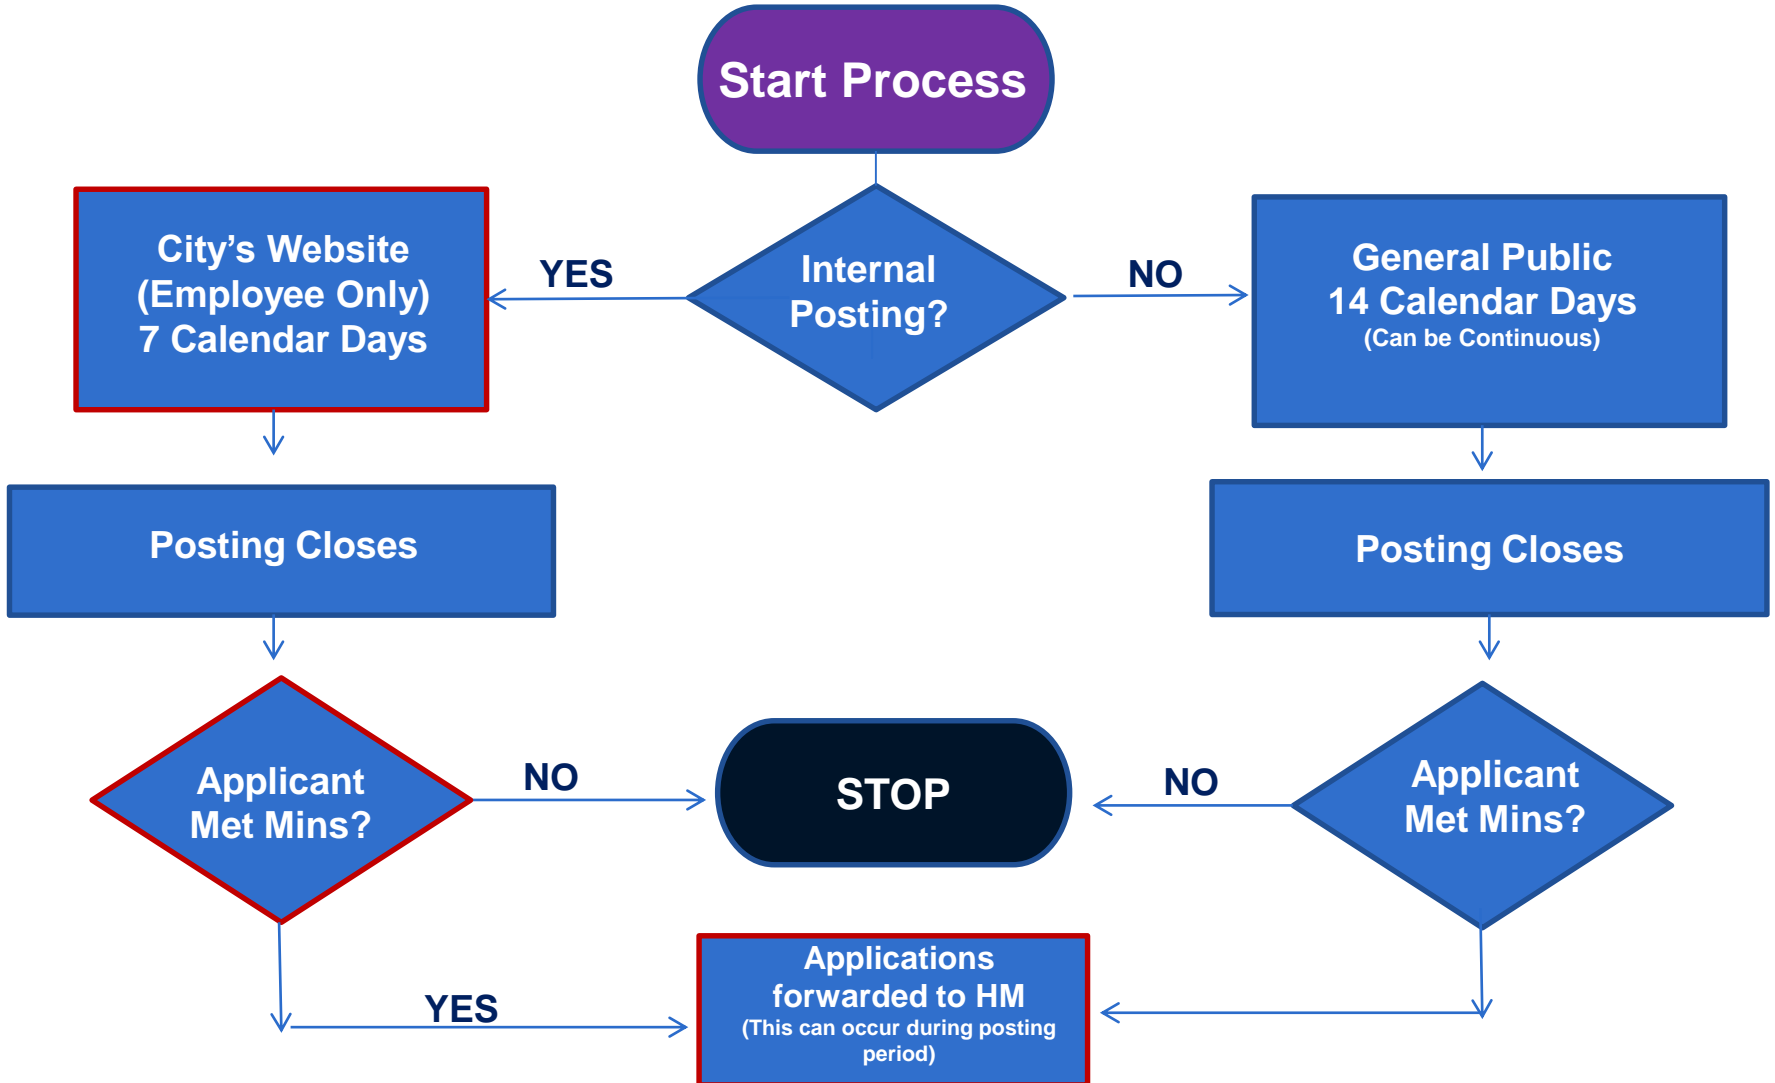 Start Process
City’s Website
(Employee Only)
7 Calendar Days
YES
Internal
Posting?
NO
General Public
14 Calendar Days
(Can be Continuous)
Posting Closes
Posting Closes
Applicant
Met Mins?
NO
STOP
NO
Applicant
Met Mins?
YES
Applications
forwarded to HM
(This can occur during posting
period)